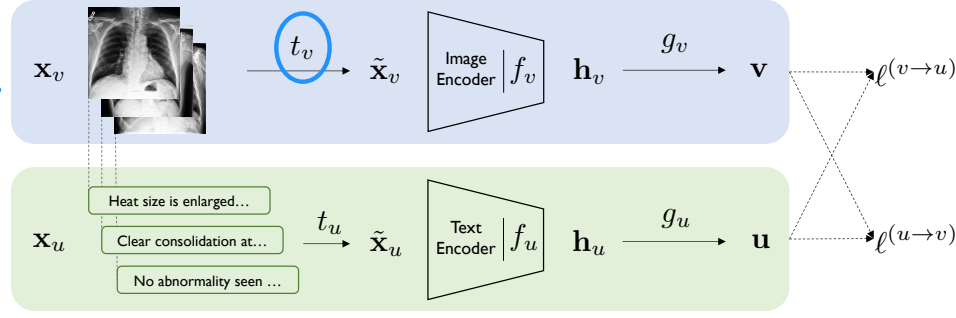 x_v
t_v
x̃_v
Image
Encoder
f_v
h_v
g_v
v
ℓ^(v→u)
Heat size is enlarged…
Clear consolidation at…
No abnormality seen …
x_u
t_u
x̃_u
Text
Encoder
f_u
h_u
g_u
u
ℓ^(u→v)